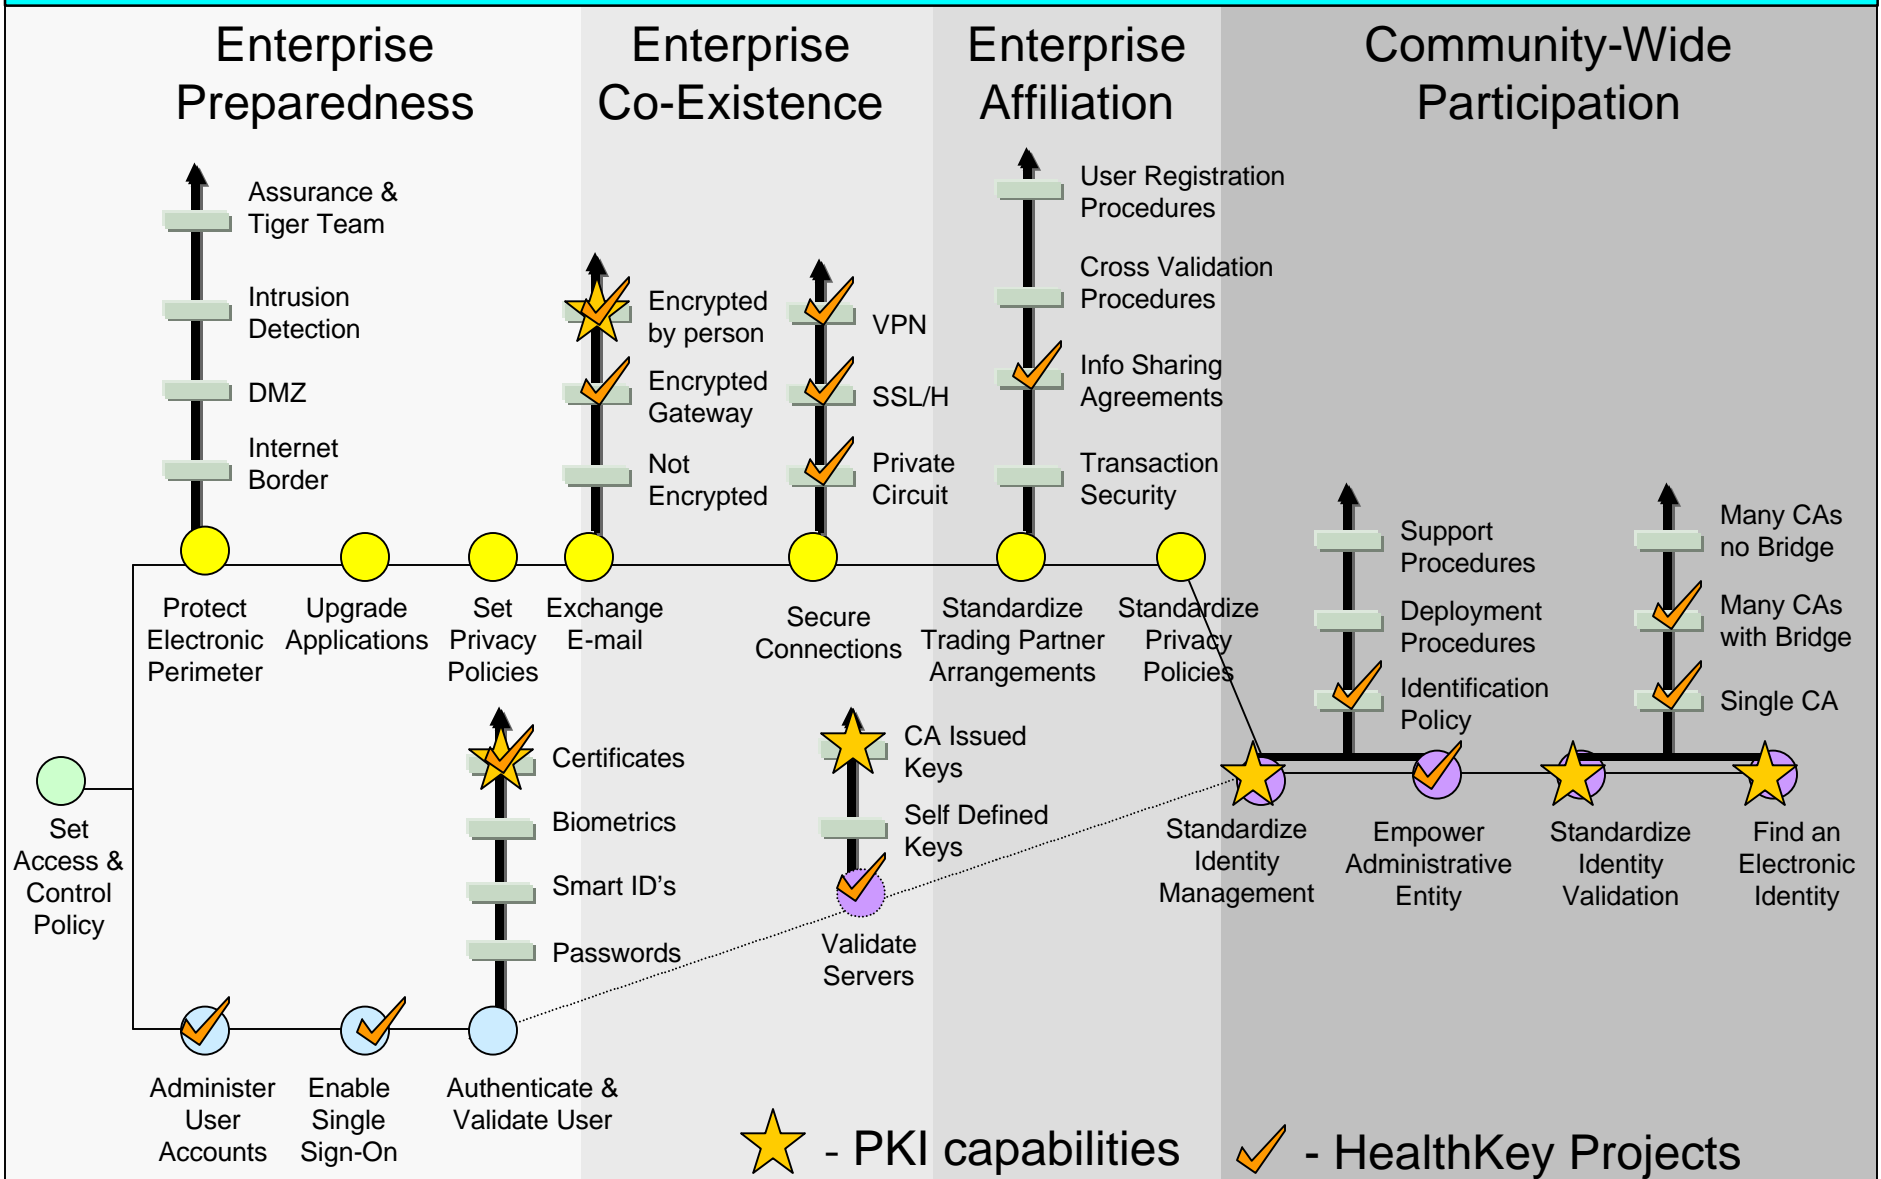 Enterprise
Preparedness
Enterprise
Co-Existence
Enterprise
Affiliation
Community-Wide
Participation
Assurance &
Tiger Team
Intrusion
Detection
DMZ
Internet
Border
Encrypted
by person
Encrypted
Gateway
Not
Encrypted
VPN
SSL/H
Private
Circuit
User Registration
Procedures
Cross Validation
Procedures
Info Sharing
Agreements
Transaction
Security
Support
Procedures
Deployment
Procedures
Identification
Policy
Many CAs
no Bridge
Many CAs
with Bridge
Single CA
Protect
Electronic
Perimeter
Upgrade
Applications
Set
Privacy
Policies
Exchange
E-mail
Secure
Connections
Standardize
Trading Partner
Arrangements
Standardize
Privacy
Policies
Certificates
Biometrics
Smart ID's
Passwords
CA Issued
Keys
Self Defined
Keys
Validate
Servers
Set
Access &
Control
Policy
Standardize
Identity
Management
Empower
Administrative
Entity
Standardize
Identity
Validation
Find an
Electronic
Identity
Administer
User
Accounts
Enable
Single
Sign-On
Authenticate &
Validate User
- PKI capabilities
- HealthKey Projects